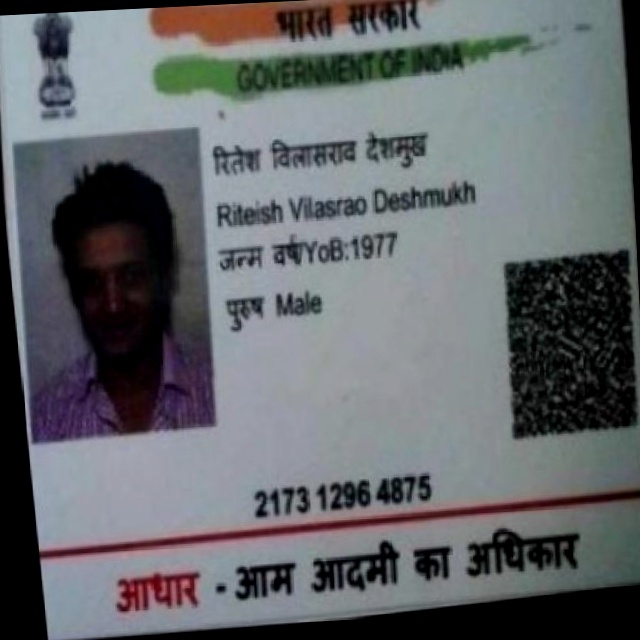 भारत सरकार
GOVERNMENT OF INDIA
रितेश विलासराव देशमुख
Riteish Vilasrao Deshmukh
जन्म वर्ष/YoB:1977
पुरुष Male
2173 1296 4875
आधार - आम आदमी का अधिकार